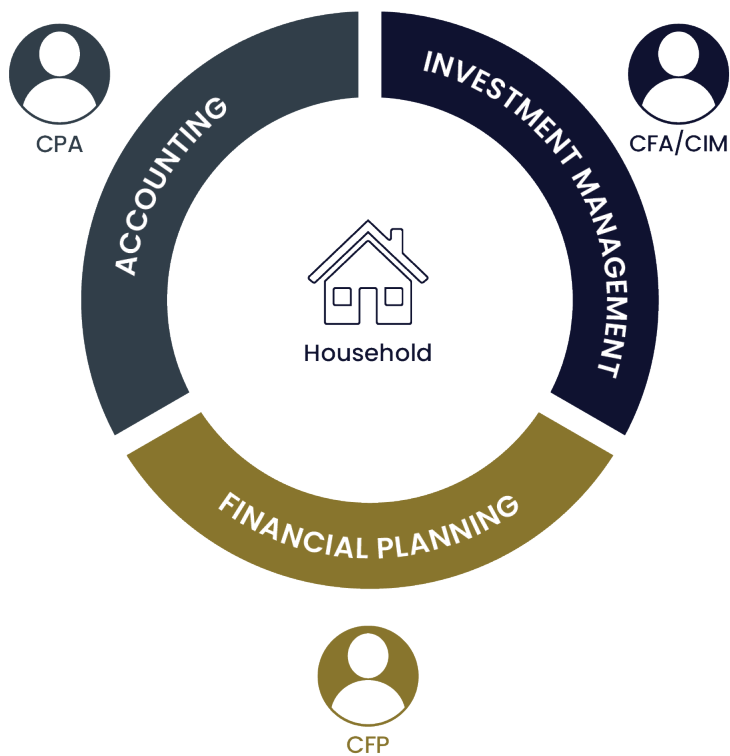 CPA
ACCOUNTING
INVESTMENT MANAGEMENT
CFA/CIM
Household
FINANCIAL PLANNING
CFP